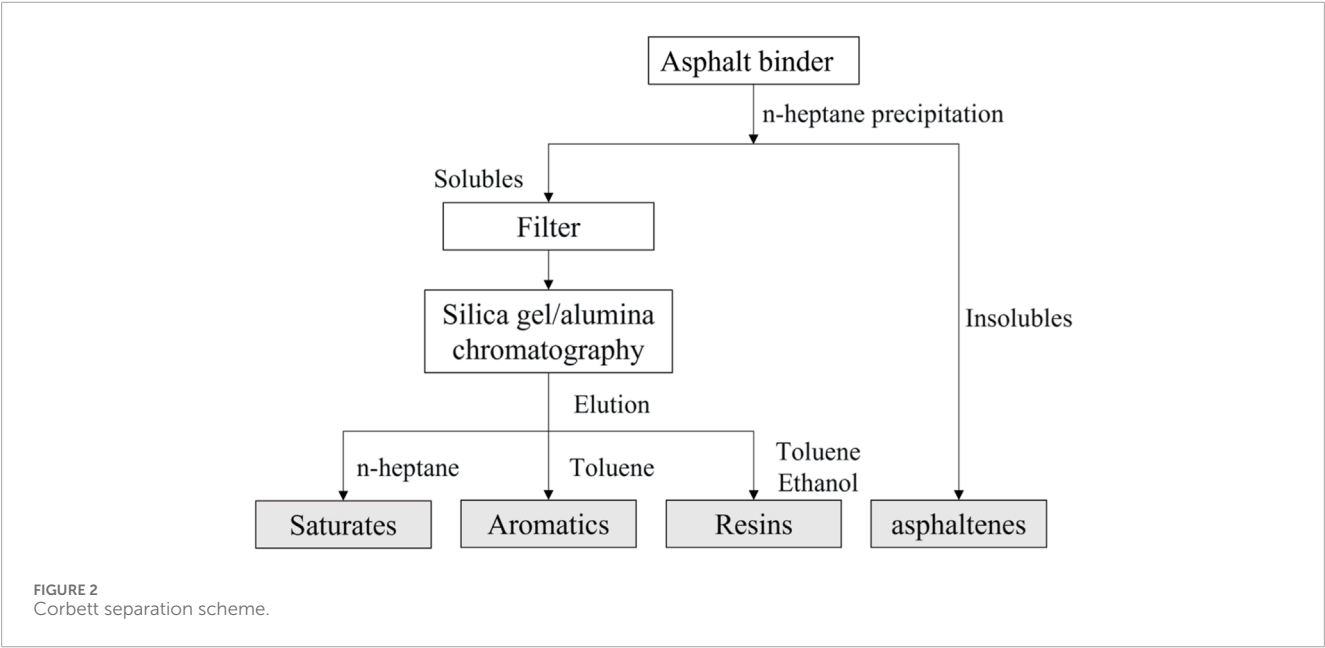 Asphalt binder
n-heptane precipitation
Solubles
Filter
Silica gel/alumina
chromatography
Insolubles
Elution
n-heptane
Toluene
Toluene
Ethanol
Saturates
Aromatics
Resins
asphaltenes
FIGURE 2
Corbett separation scheme.